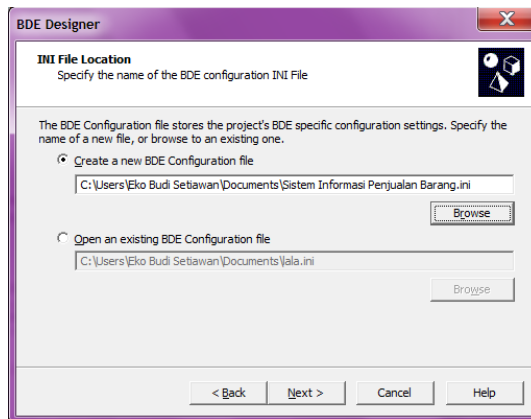 BDE Designer
INI File Location
Specify the name of the BDE configuration INI File
The BDE Configuration file stores the project's BDE specific configuration settings. Specify the
name of a new file, or browse to an existing one.
Create a new BDE Configuration file
C:\Users\Eko Budi Setiawan\Documents\Sistem Informasi Penjualan Barang.ini
Browse
Open an existing BDE Configuration file
C:\Users\Eko Budi Setiawan\Documents\lala.ini
Browse
< Back Next > Cancel Help